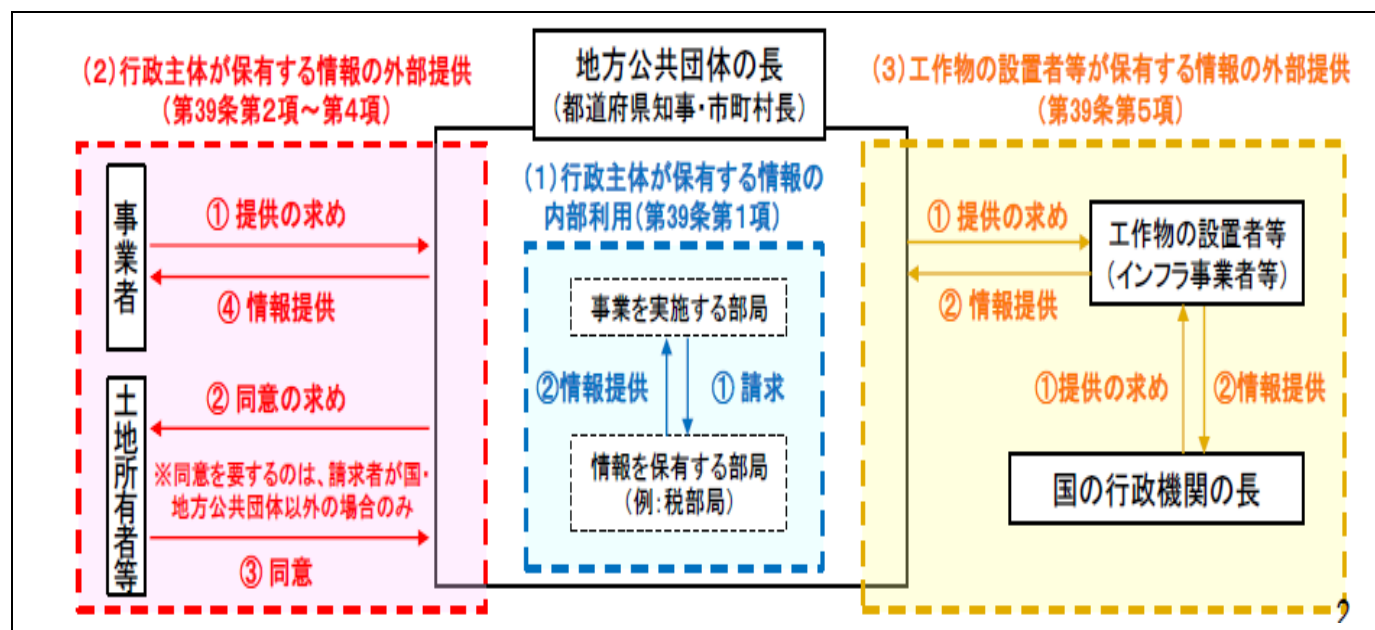 地方公共団体の長
(都道府県知事・市町村長)
(2)行政主体が保有する情報の外部提供
(第39条第2項～第4項)
事業者
① 提供の求め
④ 情報提供
土地所有者等
② 同意の求め
※同意を要するのは、請求者が国・
地方公共団体以外の場合のみ
③ 同意
(1)行政主体が保有する情報の
内部利用(第39条第1項)
事業を実施する部局
②情報提供
① 請求
情報を保有する部局
(例:税部局)
(3)工作物の設置者等が保有する情報の外部提供
(第39条第5項)
① 提供の求め
② 情報提供
工作物の設置者等
(インフラ事業者等)
①提供の求め
②情報提供
国の行政機関の長
2